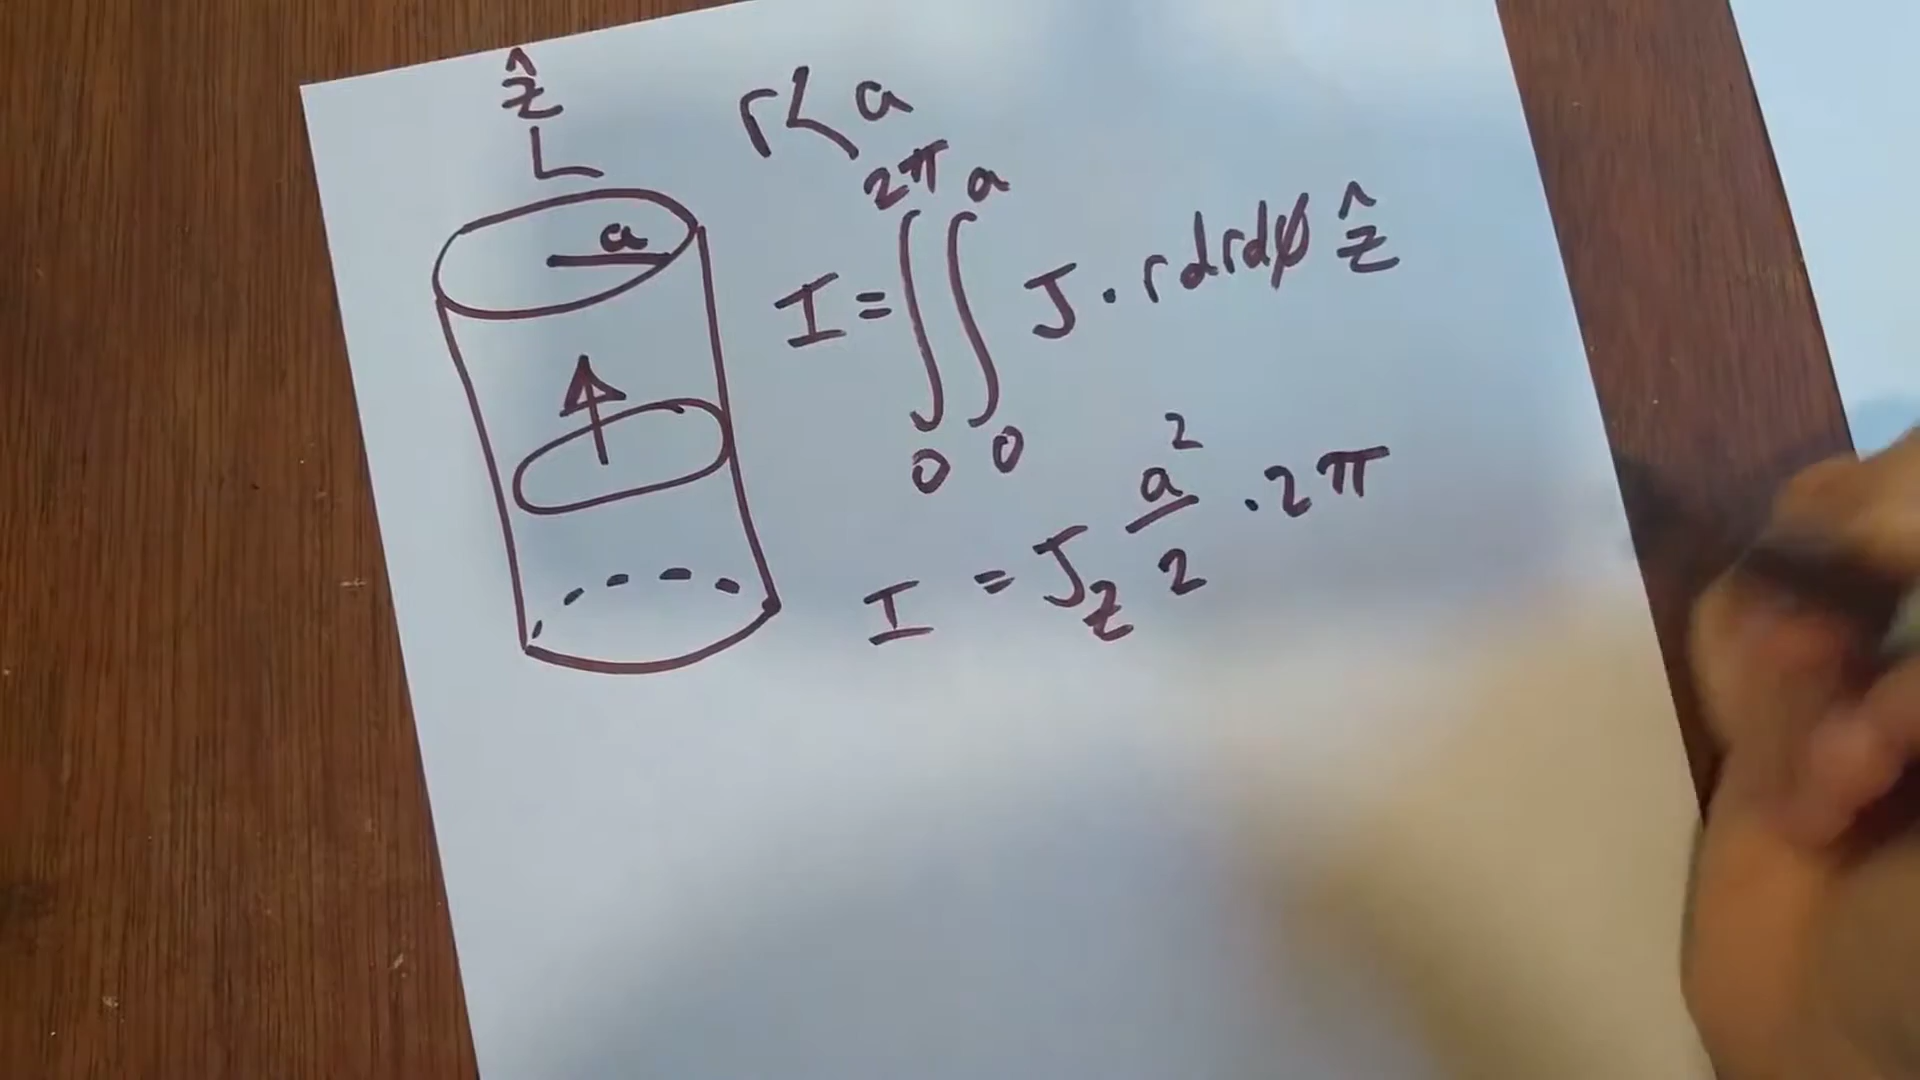 ẑ
a
r < a
I = ∫₀^{2π} ∫₀^{a} J · r dr dϕ ẑ
I = J_z a²/2 · 2π